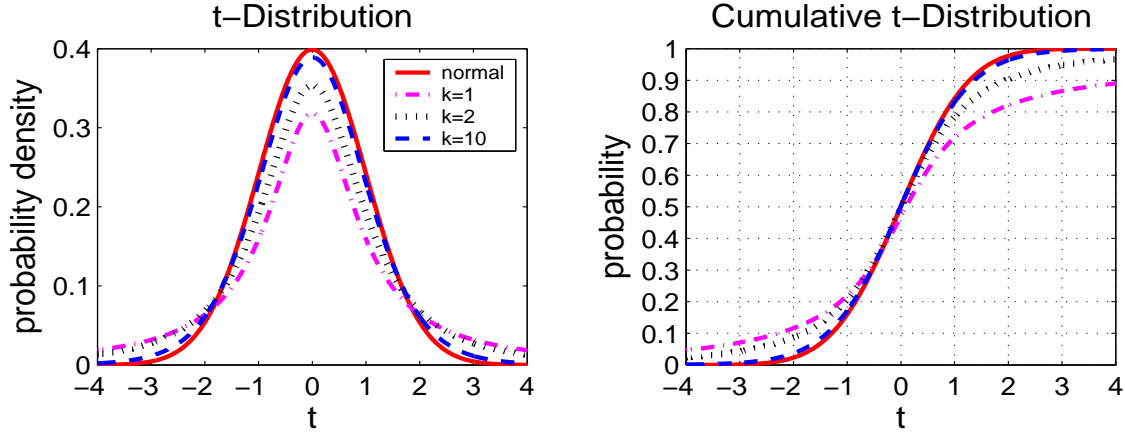 t−Distribution
probability density
0.4
0.3
0.2
0.1
0
normal
k=1
k=2
k=10
−4 −3 −2 −1 0 1 2 3 4
t
Cumulative t−Distribution
probability
1
0.9
0.8
0.7
0.6
0.5
0.4
0.3
0.2
0.1
0
−4 −3 −2 −1 0 1 2 3 4
t